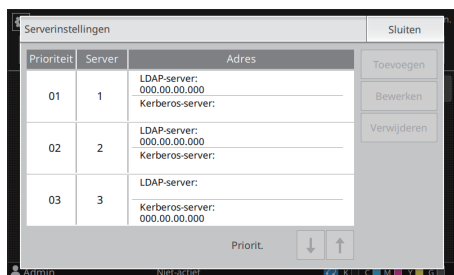 Serverinstellingen
Sluiten
Prioriteit Server Adres
Toevoegen
Bewerken
Verwijderen
01 1
LDAP-server:
000.00.00.000
Kerberos-server:
02 2
LDAP-server:
000.00.00.000
Kerberos-server:
03 3
LDAP-server:
Kerberos-server:
000.00.00.000
Priorit.
Admin Niet-actief K C M Y G